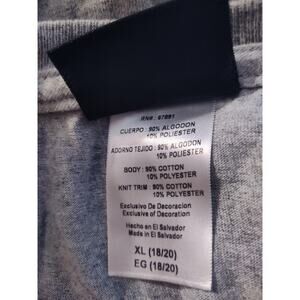 RN# : 97891
CUERPO : 90% ALGODON
10% POLIESTER
ADORNO TEJIDO : 90% ALGODON
10% POLIESTER
BODY : 90% COTTON
10% POLYESTER
KNIT TRIM : 90% COTTON
10% POLYESTER
Exclusivo De Decoracion
Exclusive of Decoration
Hecho en El Salvador
Made in El Salvador
XL (18/20)
EG (18/20)